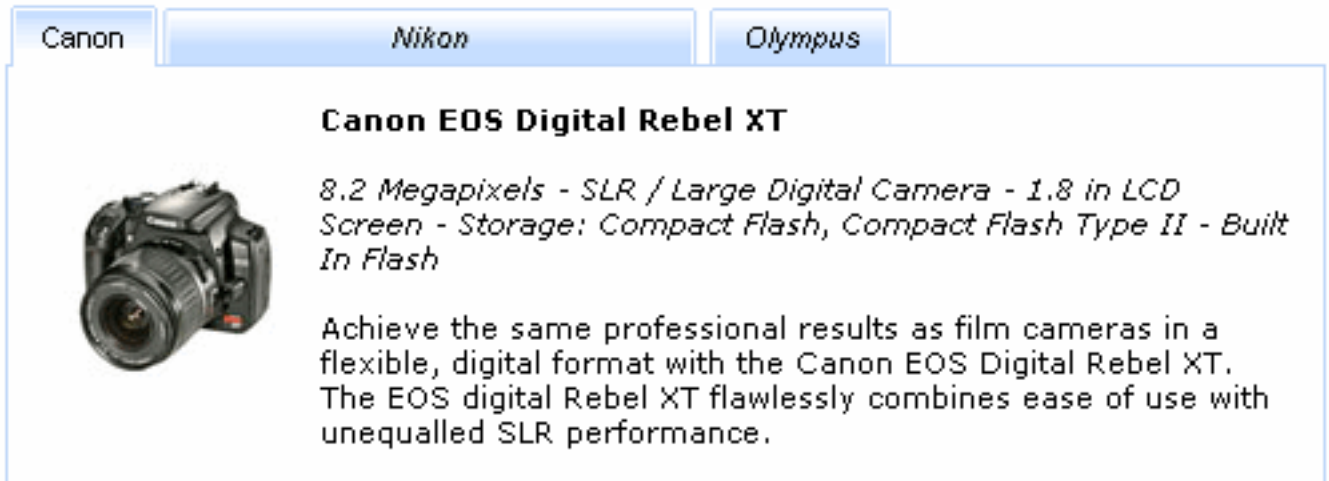 Canon Nikon Olympus
Canon EOS Digital Rebel XT
8.2 Megapixels - SLR / Large Digital Camera - 1.8 in LCD
Screen - Storage: Compact Flash, Compact Flash Type II - Built
In Flash
Achieve the same professional results as film cameras in a
flexible, digital format with the Canon EOS Digital Rebel XT.
The EOS digital Rebel XT flawlessly combines ease of use with
unequalled SLR performance.
Canon